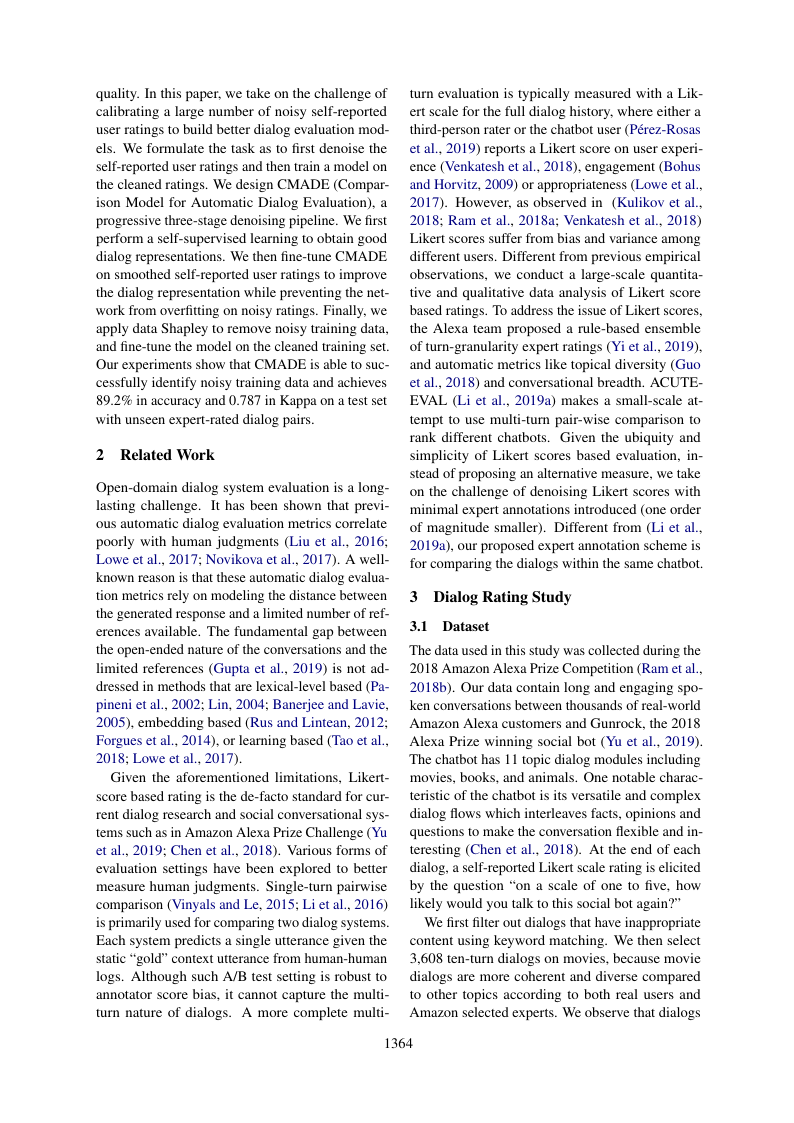 quality. In this paper, we take on the challenge of
calibrating a large number of noisy self-reported
user ratings to build better dialog evaluation mod-
els. We formulate the task as to first denoise the
self-reported user ratings and then train a model on
the cleaned ratings. We design CMADE (Compar-
ison Model for Automatic Dialog Evaluation), a
progressive three-stage denoising pipeline. We first
perform a self-supervised learning to obtain good
dialog representations. We then fine-tune CMADE
on smoothed self-reported user ratings to improve
the dialog representation while preventing the net-
work from overfitting on noisy ratings. Finally, we
apply data Shapley to remove noisy training data,
and fine-tune the model on the cleaned training set.
Our experiments show that CMADE is able to suc-
cessfully identify noisy training data and achieves
89.2% in accuracy and 0.787 in Kappa on a test set
with unseen expert-rated dialog pairs.
2 Related Work
Open-domain dialog system evaluation is a long-
lasting challenge. It has been shown that previ-
ous automatic dialog evaluation metrics correlate
poorly with human judgments (Liu et al., 2016;
Lowe et al., 2017; Novikova et al., 2017). A well-
known reason is that these automatic dialog evalua-
tion metrics rely on modeling the distance between
the generated response and a limited number of ref-
erences available. The fundamental gap between
the open-ended nature of the conversations and the
limited references (Gupta et al., 2019) is not ad-
dressed in methods that are lexical-level based (Pa-
pineni et al., 2002; Lin, 2004; Banerjee and Lavie,
2005), embedding based (Rus and Lintean, 2012;
Forgues et al., 2014), or learning based (Tao et al.,
2018; Lowe et al., 2017).
Given the aforementioned limitations, Likert-
score based rating is the de-facto standard for cur-
rent dialog research and social conversational sys-
tems such as in Amazon Alexa Prize Challenge (Yu
et al., 2019; Chen et al., 2018). Various forms of
evaluation settings have been explored to better
measure human judgments. Single-turn pairwise
comparison (Vinyals and Le, 2015; Li et al., 2016)
is primarily used for comparing two dialog systems.
Each system predicts a single utterance given the
static “gold” context utterance from human-human
logs. Although such A/B test setting is robust to
annotator score bias, it cannot capture the multi-
turn nature of dialogs. A more complete multi-
turn evaluation is typically measured with a Lik-
ert scale for the full dialog history, where either a
third-person rater or the chatbot user (Pérez-Rosas
et al., 2019) reports a Likert score on user experi-
ence (Venkatesh et al., 2018), engagement (Bohus
and Horvitz, 2009) or appropriateness (Lowe et al.,
2017). However, as observed in (Kulikov et al.,
2018; Ram et al., 2018a; Venkatesh et al., 2018)
Likert scores suffer from bias and variance among
different users. Different from previous empirical
observations, we conduct a large-scale quantita-
tive and qualitative data analysis of Likert score
based ratings. To address the issue of Likert scores,
the Alexa team proposed a rule-based ensemble
of turn-granularity expert ratings (Yi et al., 2019),
and automatic metrics like topical diversity (Guo
et al., 2018) and conversational breadth. ACUTE-
EVAL (Li et al., 2019a) makes a small-scale at-
tempt to use multi-turn pair-wise comparison to
rank different chatbots. Given the ubiquity and
simplicity of Likert scores based evaluation, in-
stead of proposing an alternative measure, we take
on the challenge of denoising Likert scores with
minimal expert annotations introduced (one order
of magnitude smaller). Different from (Li et al.,
2019a), our proposed expert annotation scheme is
for comparing the dialogs within the same chatbot.
3 Dialog Rating Study
3.1 Dataset
The data used in this study was collected during the
2018 Amazon Alexa Prize Competition (Ram et al.,
2018b). Our data contain long and engaging spo-
ken conversations between thousands of real-world
Amazon Alexa customers and Gunrock, the 2018
Alexa Prize winning social bot (Yu et al., 2019).
The chatbot has 11 topic dialog modules including
movies, books, and animals. One notable charac-
teristic of the chatbot is its versatile and complex
dialog flows which interleaves facts, opinions and
questions to make the conversation flexible and in-
teresting (Chen et al., 2018). At the end of each
dialog, a self-reported Likert scale rating is elicited
by the question “on a scale of one to five, how
likely would you talk to this social bot again?”
We first filter out dialogs that have inappropriate
content using keyword matching. We then select
3,608 ten-turn dialogs on movies, because movie
dialogs are more coherent and diverse compared
to other topics according to both real users and
Amazon selected experts. We observe that dialogs
1364